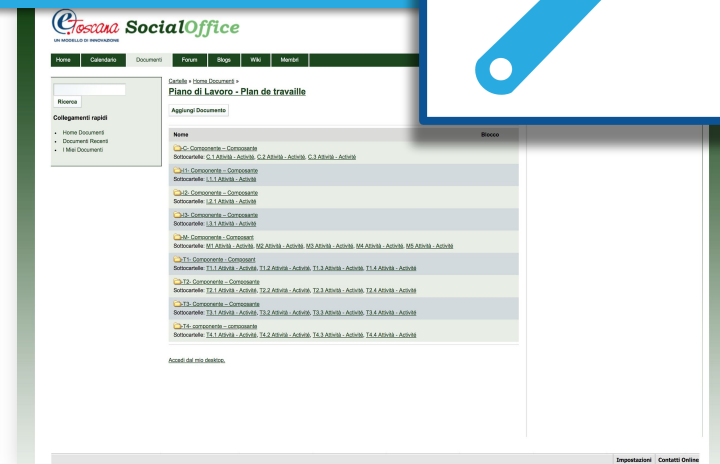 eToscana SocialOffice
UN MODELLO DI INNOVAZIONE
Home Calendario Documenti Forum Blogs Wiki Membri
Cartelle » Home Documenti »
Piano di Lavoro - Plan de travaille
Ricerca
Aggiungi Documento
Collegamenti rapidi
Home Documenti
Documenti Recenti
I Miei Documenti
Nome Blocco
C- Componente – Composante
Sottocartelle: C.1 Attività - Activité, C.2 Attività - Activité, C.3 Attività - Activité
I1- Componente – Composante
Sottocartelle: I.1.1 Attività - Activité
I2- Componente – Composante
Sottocartelle: I.2.1 Attività - Activité
I3- Componente – Composante
Sottocartelle: I.3.1 Attività - Activité
M- Componente - Composant
Sottocartelle: M1 Attività - Activité, M2 Attività - Activité, M3 Attività - Activité, M4 Attività - Activité, M5 Attività - Activité
T1- Componente - Composant
Sottocartelle: T1.1 Attività - Activité, T1.2 Attività - Activité, T1.3 Attività - Activité, T1.4 Attività - Activité
T2- Componente – Composante
Sottocartelle: T2.1 Attività - Activité, T2.2 Attività - Activité, T2.3 Attività - Activité, T2.4 Attività - Activité
T3- Componente – Composante
Sottocartelle: T3.1 Attività - Activité, T3.2 Attività - Activité, T3.3 Attività - Activité, T3.4 Attività - Activité
T4- componente – composante
Sottocartelle: T4.1 Attività - Activité, T4.2 Attività - Activité, T4.3 Attività - Activité, T4.4 Attività - Activité
Accedi dal mio desktop.
Impostazioni Contatti Online